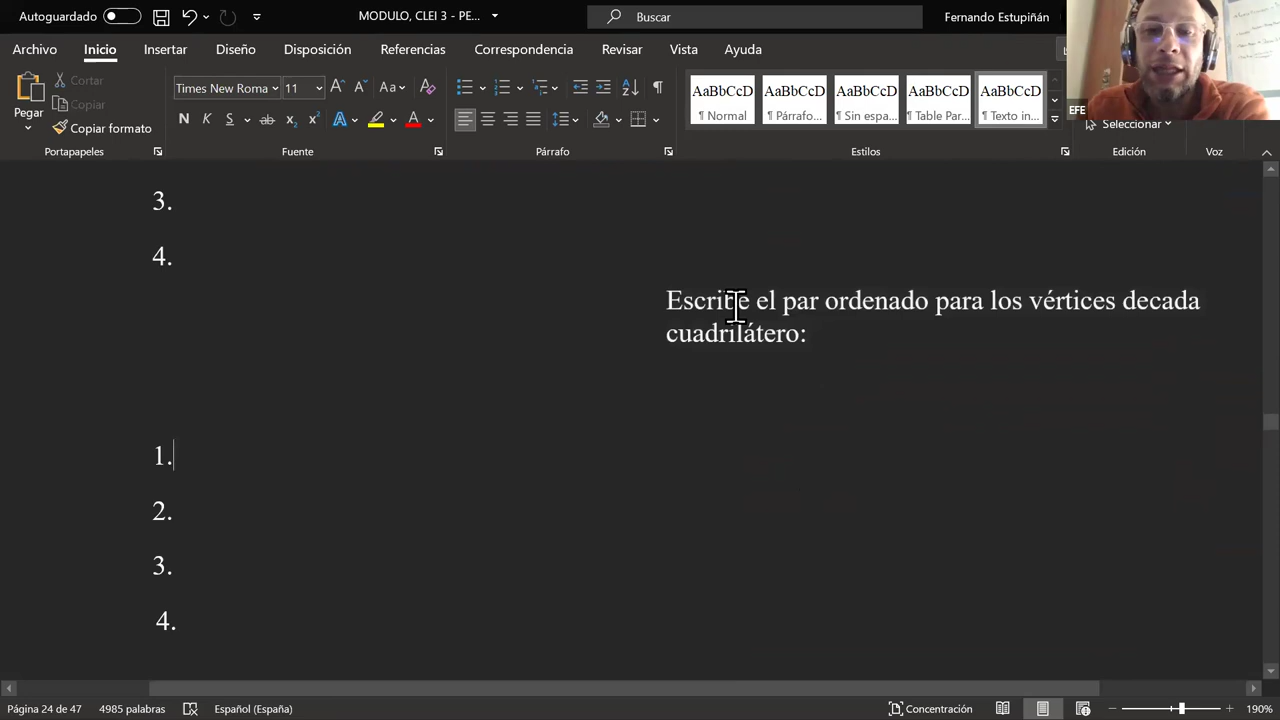 Autoguardado
MODULO, CLEI 3 - PE...
Buscar
Fernando Estupiñán
Archivo
Inicio
Insertar
Diseño
Disposición
Referencias
Correspondencia
Revisar
Vista
Ayuda
Pegar
Cortar
Copiar
Copiar formato
Portapapeles
Times New Roma
11
Fuente
Párrafo
AaBbCcD
¶ Normal
AaBbCcD
¶ Párrafo...
AaBbCcD
¶ Sin espa...
AaBbCcD
¶ Table Par...
AaBbCcD
¶ Texto in...
Estilos
EFE
Seleccionar
Edición
Voz
3.
4.
Escribe el par ordenado para los vértices decada
cuadrilátero:
1.
2.
3.
4.
Página 24 de 47
4985 palabras
Español (España)
Concentración
190%